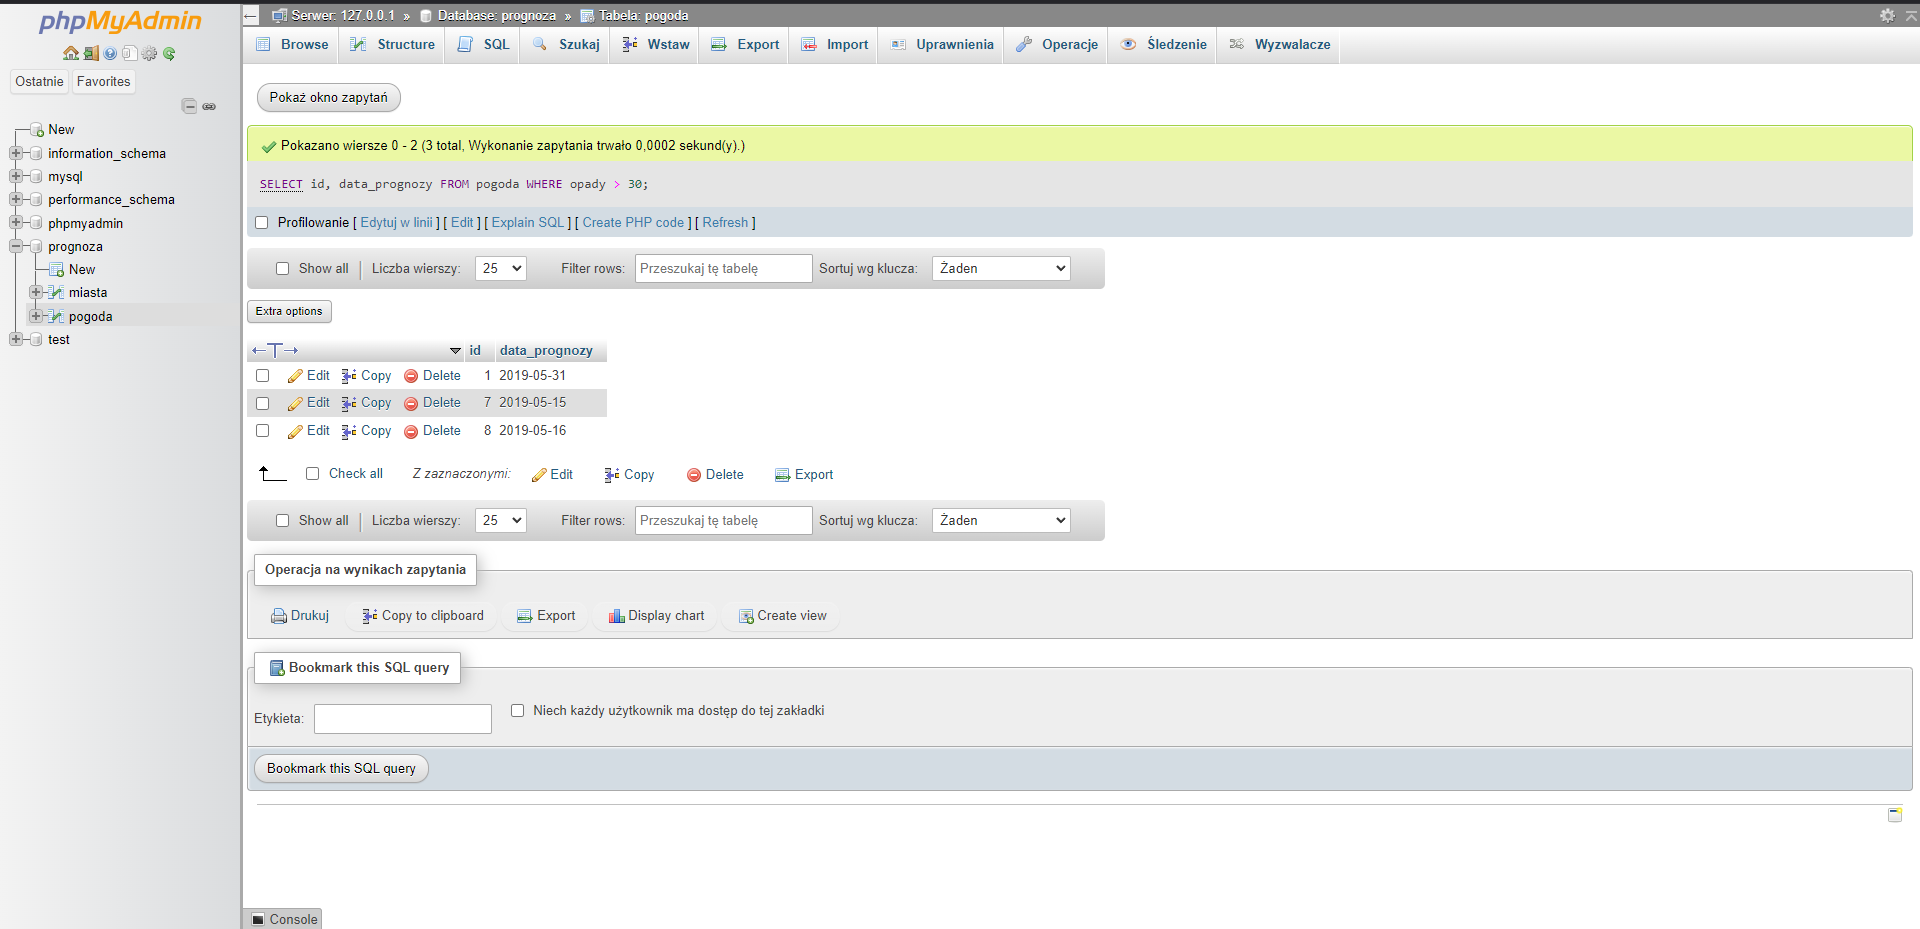 phpMyAdmin
Ostatnie Favorites
New
information_schema
mysql
performance_schema
phpmyadmin
prognoza
New
miasta
pogoda
test
Serwer: 127.0.0.1 » Database: prognoza » Tabela: pogoda
Browse Structure SQL Szukaj Wstaw Export Import Uprawnienia Operacje Śledzenie Wyzwalacze
Pokaż okno zapytań
Pokazano wiersze 0 - 2 (3 total, Wykonanie zapytania trwało 0,0002 sekund(y).)
SELECT id, data_prognozy FROM pogoda WHERE opady > 30;
Profilowanie [ Edytuj w linii ] [ Edit ] [ Explain SQL ] [ Create PHP code ] [ Refresh ]
Show all Liczba wierszy: 25 Filter rows: Przeszukaj tę tabelę Sortuj wg klucza: Żaden
Extra options
id data_prognozy
Edit Copy Delete 1 2019-05-31
Edit Copy Delete 7 2019-05-15
Edit Copy Delete 8 2019-05-16
Check all Z zaznaczonymi: Edit Copy Delete Export
Show all Liczba wierszy: 25 Filter rows: Przeszukaj tę tabelę Sortuj wg klucza: Żaden
Operacja na wynikach zapytania
Drukuj Copy to clipboard Export Display chart Create view
Bookmark this SQL query
Etykieta: Niech każdy użytkownik ma dostęp do tej zakładki
Bookmark this SQL query
Console